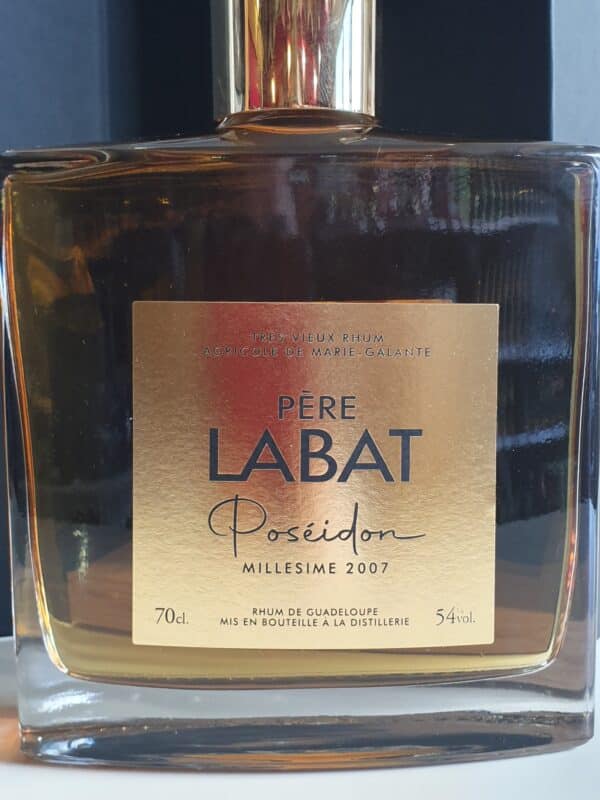 TRÈS VIEUX RHUM
AGRICOLE DE MARIE-GALANTE
PÈRE
LABAT
Poséidon
MILLESIME 2007
70cl.
RHUM DE GUADELOUPE
MIS EN BOUTEILLE À LA DISTILLERIE
54%vol.